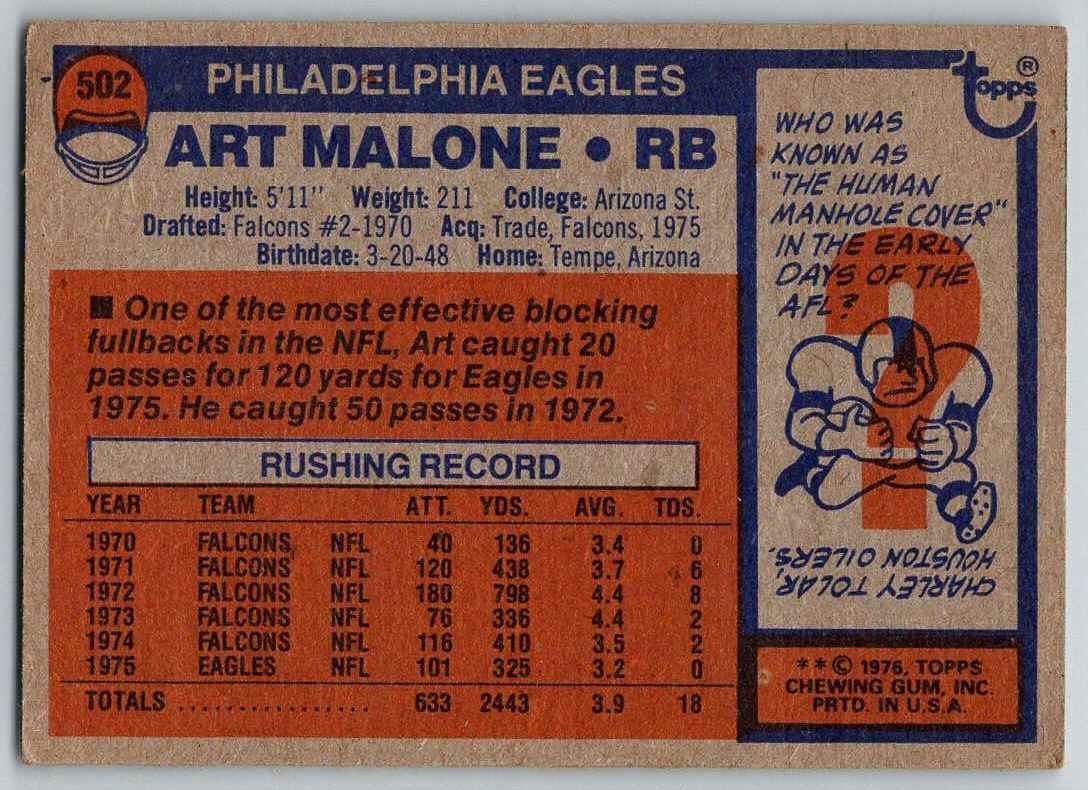 502
PHILADELPHIA EAGLES
ART MALONE • RB
Height: 5'11" Weight: 211 College: Arizona St.
Drafted: Falcons #2-1970 Acq: Trade, Falcons, 1975
Birthdate: 3-20-48 Home: Tempe, Arizona
■ One of the most effective blocking
fullbacks in the NFL, Art caught 20
passes for 120 yards for Eagles in
1975. He caught 50 passes in 1972.
RUSHING RECORD
YEAR TEAM ATT. YDS. AVG. TDS.
1970 FALCONS NFL 40 136 3.4 0
1971 FALCONS NFL 120 438 3.7 6
1972 FALCONS NFL 180 798 4.4 8
1973 FALCONS NFL 76 336 4.4 2
1974 FALCONS NFL 116 410 3.5 2
1975 EAGLES NFL 101 325 3.2 0
TOTALS ................ 633 2443 3.9 18
topps®
WHO WAS
KNOWN AS
"THE HUMAN
MANHOLE COVER"
IN THE EARLY
DAYS OF THE
AFL?
?
CHARLEY TOLAR,
HOUSTON OILERS.
**© 1976, TOPPS
CHEWING GUM, INC.
PRTD. IN U.S.A.